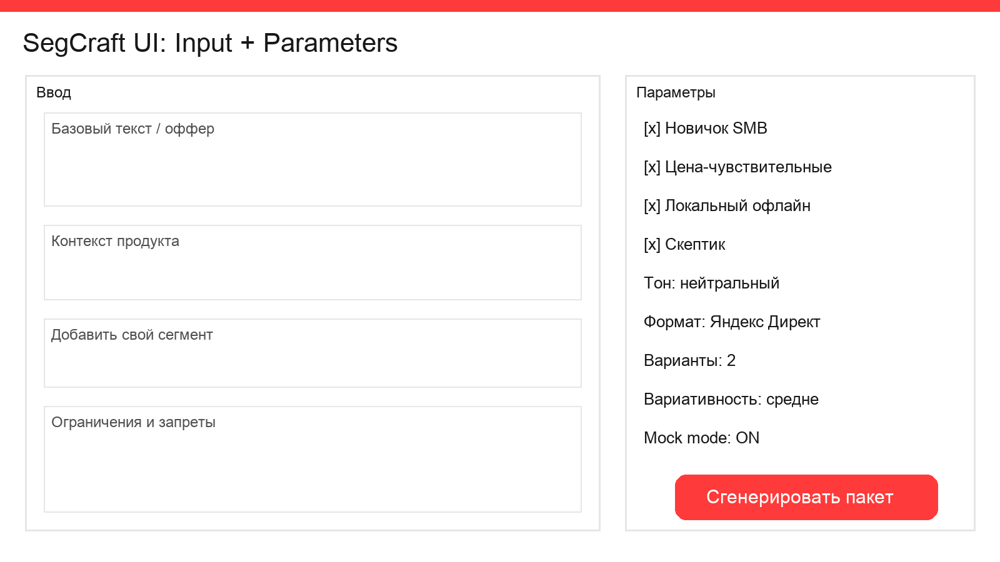 SegCraft UI: Input + Parameters
Ввод
Базовый текст / оффер
Контекст продукта
Добавить свой сегмент
Ограничения и запреты
Параметры
[x] Новичок SMB
[x] Цена-чувствительные
[x] Локальный офлайн
[x] Скептик
Тон: нейтральный
Формат: Яндекс Директ
Варианты: 2
Вариативность: средне
Mock mode: ON
Сгенерировать пакет